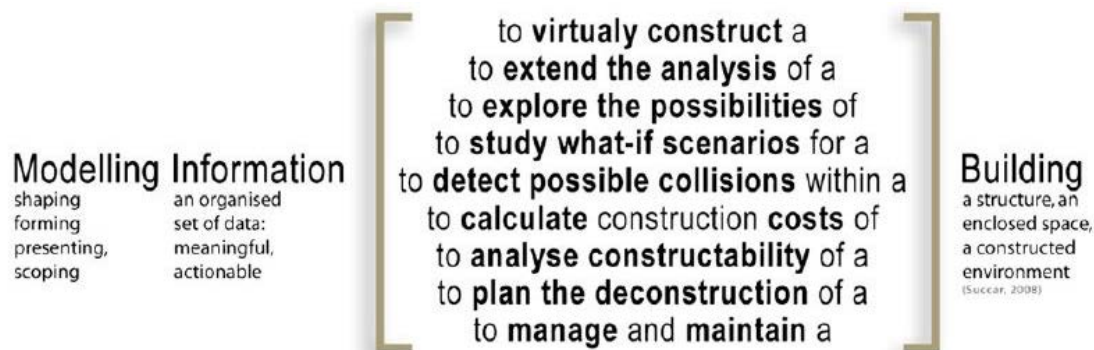 Modelling
shaping
forming
presenting,
scoping
Information
an organised
set of data:
meaningful,
actionable
to virtualy construct a
to extend the analysis of a
to explore the possibilities of
to study what-if scenarios for a
to detect possible collisions within a
to calculate construction costs of
to analyse constructability of a
to plan the deconstruction of a
to manage and maintain a
Building
a structure, an
enclosed space,
a constructed
environment
(Succar, 2008)